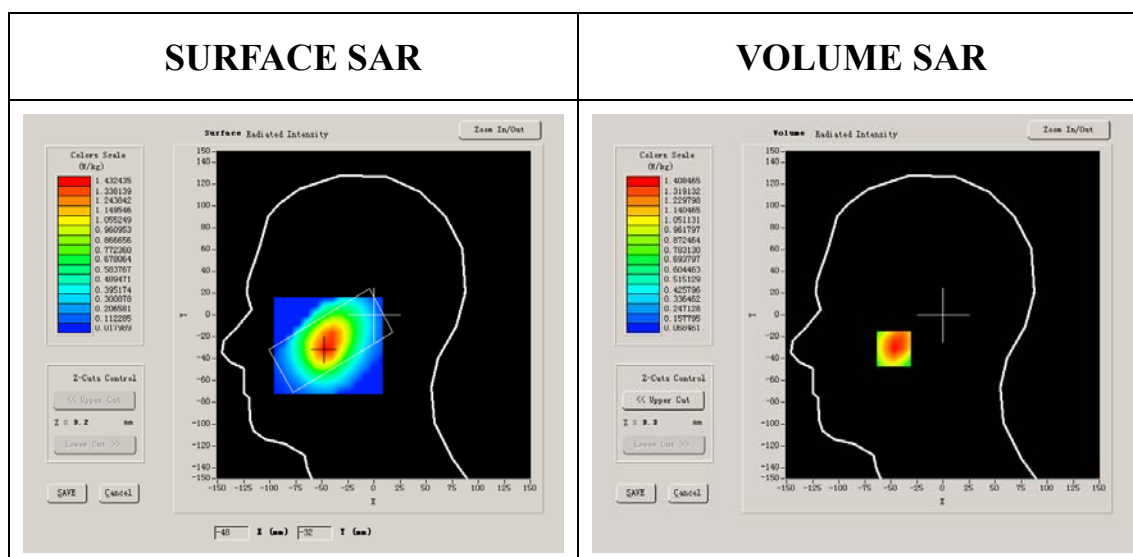 SURFACE SAR
VOLUME SAR
Surface Radiated Intensity
Zoom In/Out
Colors Scale
(W/kg)
1.432435
1.338139
1.243842
1.149546
1.055249
0.960953
0.866656
0.772360
0.678064
0.583767
0.489471
0.395174
0.300878
0.206581
0.112285
0.017989
150
140
120
100
80
60
40
20
0
-20
-40
-60
-80
-100
-120
-140
-150
Y
-150 -125 -100 -75 -50 -25 0 25 50 75 100 125 150
X
Z-Cuts Control
<< Upper Cut
Z = 3.2 mm
Lower Cut >>
SAVE Cancel
-48 X (mm) -32 Y (mm)
Volume Radiated Intensity
Zoom In/Out
Colors Scale
(W/kg)
1.408465
1.319132
1.229798
1.140465
1.051131
0.961797
0.872464
0.783130
0.693797
0.604463
0.515129
0.425796
0.336462
0.247128
0.157795
0.068461
150
140
120
100
80
60
40
20
0
-20
-40
-60
-80
-100
-120
-140
-150
Y
-150 -125 -100 -75 -50 -25 0 25 50 75 100 125 150
X
Z-Cuts Control
<< Upper Cut
Z = 3.3 mm
Lower Cut >>
SAVE Cancel